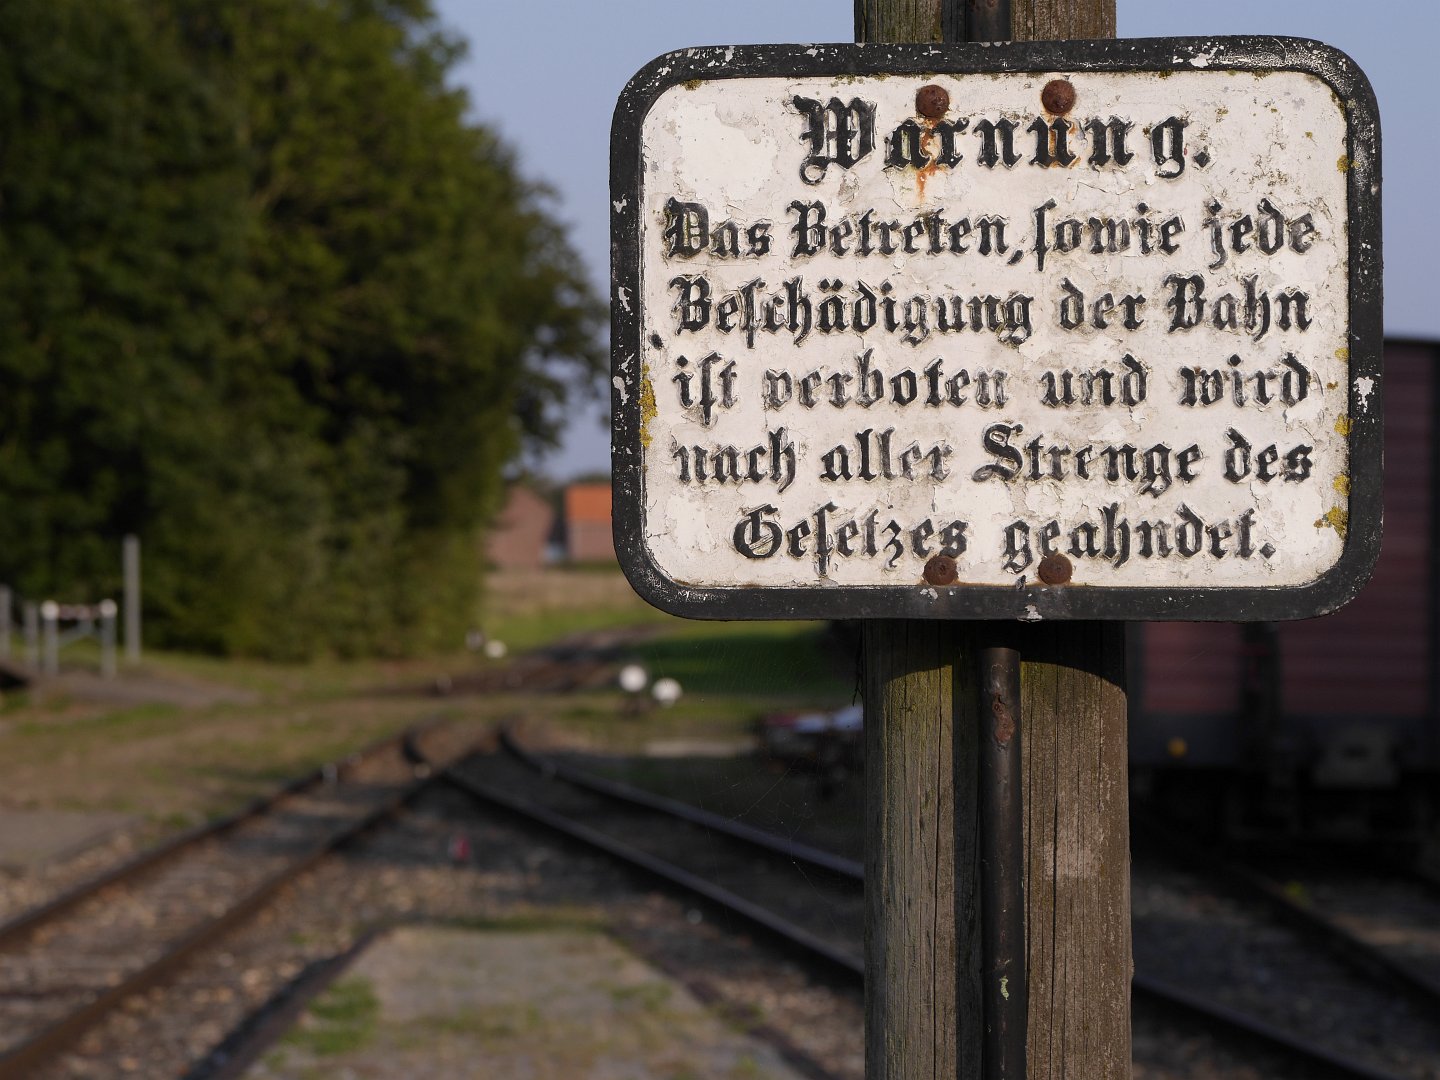 Warnung.
Das Betreten, sowie jede
Beſchädigung der Bahn
iſt verboten und wird
nach aller Strenge des
Geſetzes geahndet.